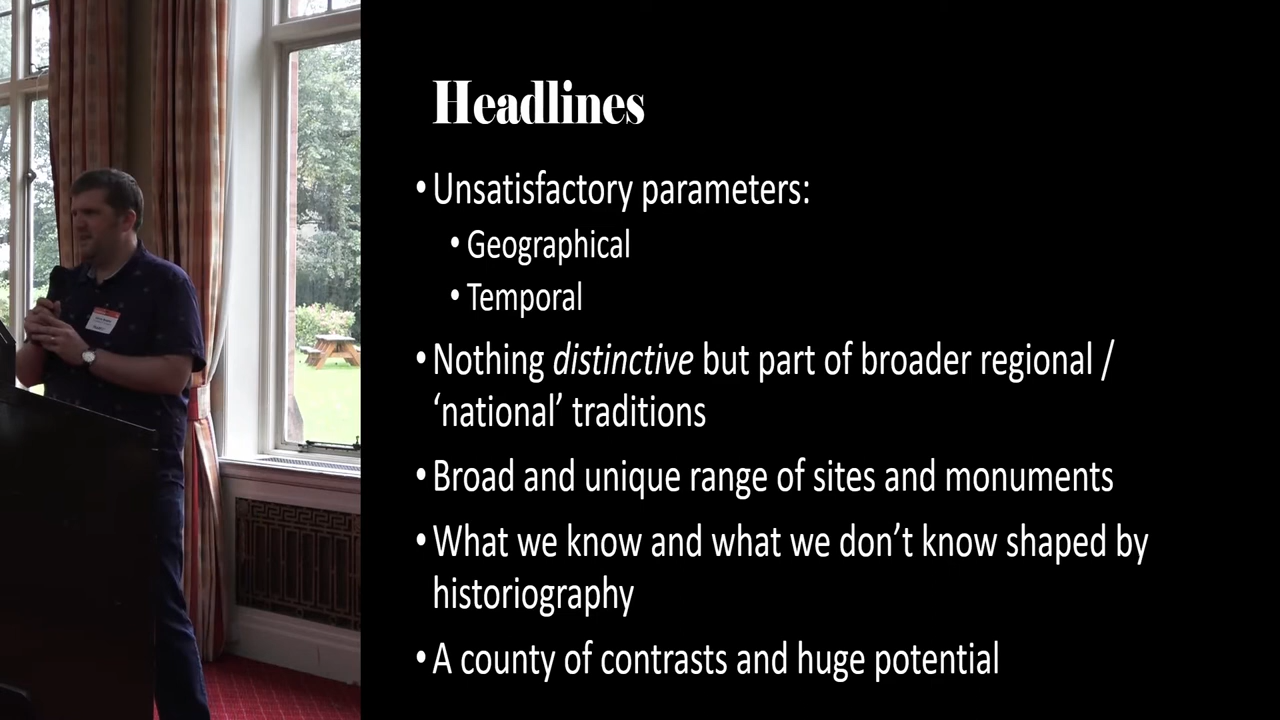 Headlines
• Unsatisfactory parameters:
• Geographical
• Temporal
• Nothing distinctive but part of broader regional /
‘national’ traditions
• Broad and unique range of sites and monuments
• What we know and what we don’t know shaped by
historiography
• A county of contrasts and huge potential